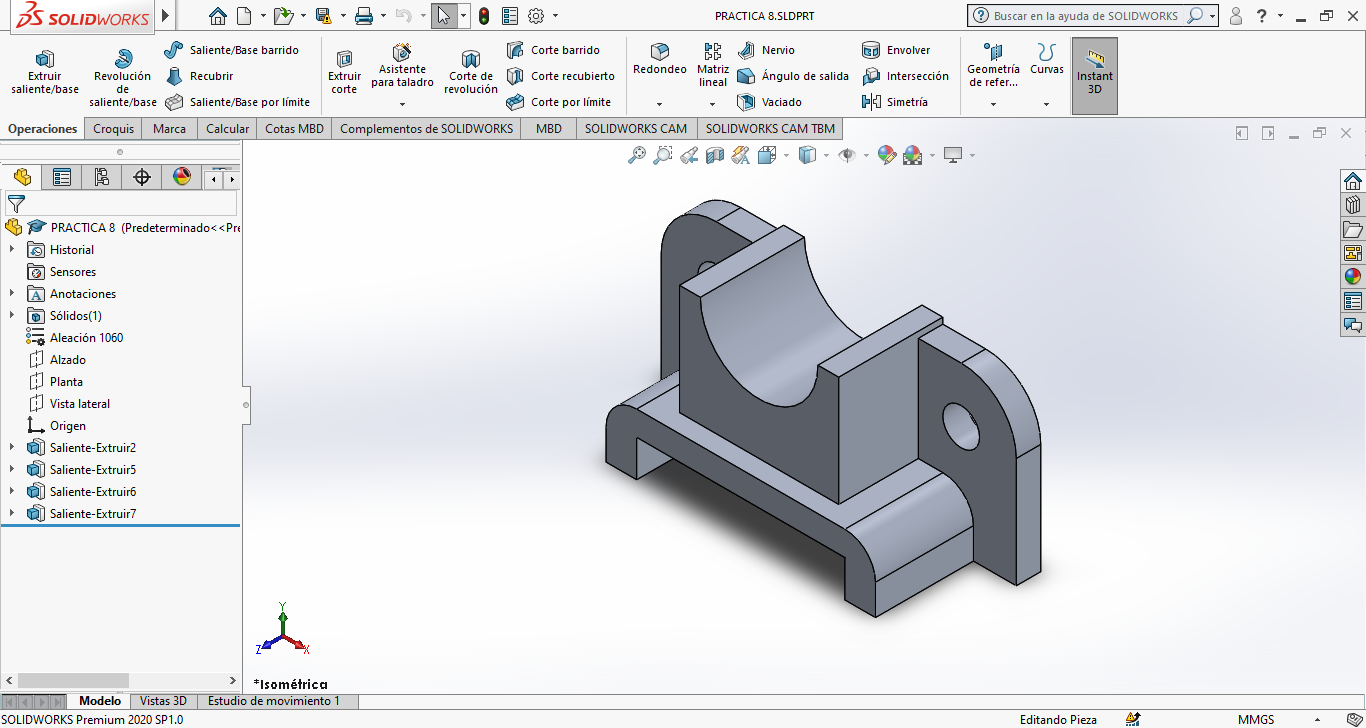 SOLIDWORKS
PRACTICA 8.SLDPRT
Buscar en la ayuda de SOLIDWORKS
?
Extruir
saliente/base
Revolución
de
saliente/base
Saliente/Base barrido
Recubrir
Saliente/Base por límite
Extruir
corte
Asistente
para taladro
Corte de
revolución
Corte barrido
Corte recubierto
Corte por límite
Redondeo
Matriz
lineal
Nervio
Ángulo de salida
Vaciado
Envolver
Intersección
Simetría
Geometría
de refer...
Curvas
Instant
3D
Operaciones
Croquis
Marca
Calcular
Cotas MBD
Complementos de SOLIDWORKS
MBD
SOLIDWORKS CAM
SOLIDWORKS CAM TBM
PRACTICA 8 (Predeterminado<<Pre
Historial
Sensores
Anotaciones
Sólidos(1)
Aleación 1060
Alzado
Planta
Vista lateral
Origen
Saliente-Extruir2
Saliente-Extruir5
Saliente-Extruir6
Saliente-Extruir7
Y
Z
X
*Isométrica
Modelo
Vistas 3D
Estudio de movimiento 1
SOLIDWORKS Premium 2020 SP1.0
Editando Pieza
MMGS